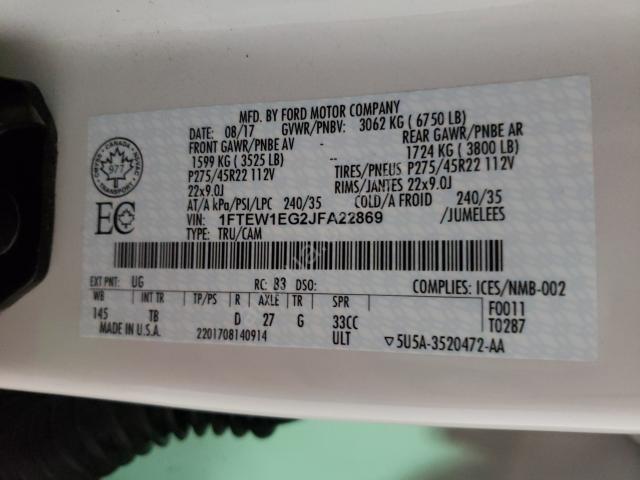 MFD. BY FORD MOTOR COMPANY
DATE: 08/17 GVWR/PNBV: 3062 KG ( 6750 LB)
FRONT GAWR/PNBE AV REAR GAWR/PNBE AR
1599 KG ( 3525 LB) 1724 KG ( 3800 LB)
P275/45R22 112V TIRES/PNEUS P275/45R22 112V
22x9.0J RIMS/JANTES 22x9.0J
AT/A kPa/PSI/LPC 240/35 COLD/A FROID 240/35
VIN: 1FTEW1EG2JFA22869 /JUMELEES
TYPE: TRU/CAM
CANADA
977
TRANSPORT
EC
EXT PNT: UG RC: 83 DSO: COMPLIES: ICES/NMB-002
WB INT TR TP/PS R AXLE TR SPR F0011
145 TB D 27 G 33CC T0287
MADE IN U.S.A. 2201708140914 ULT ▽5U5A-3520472-AA